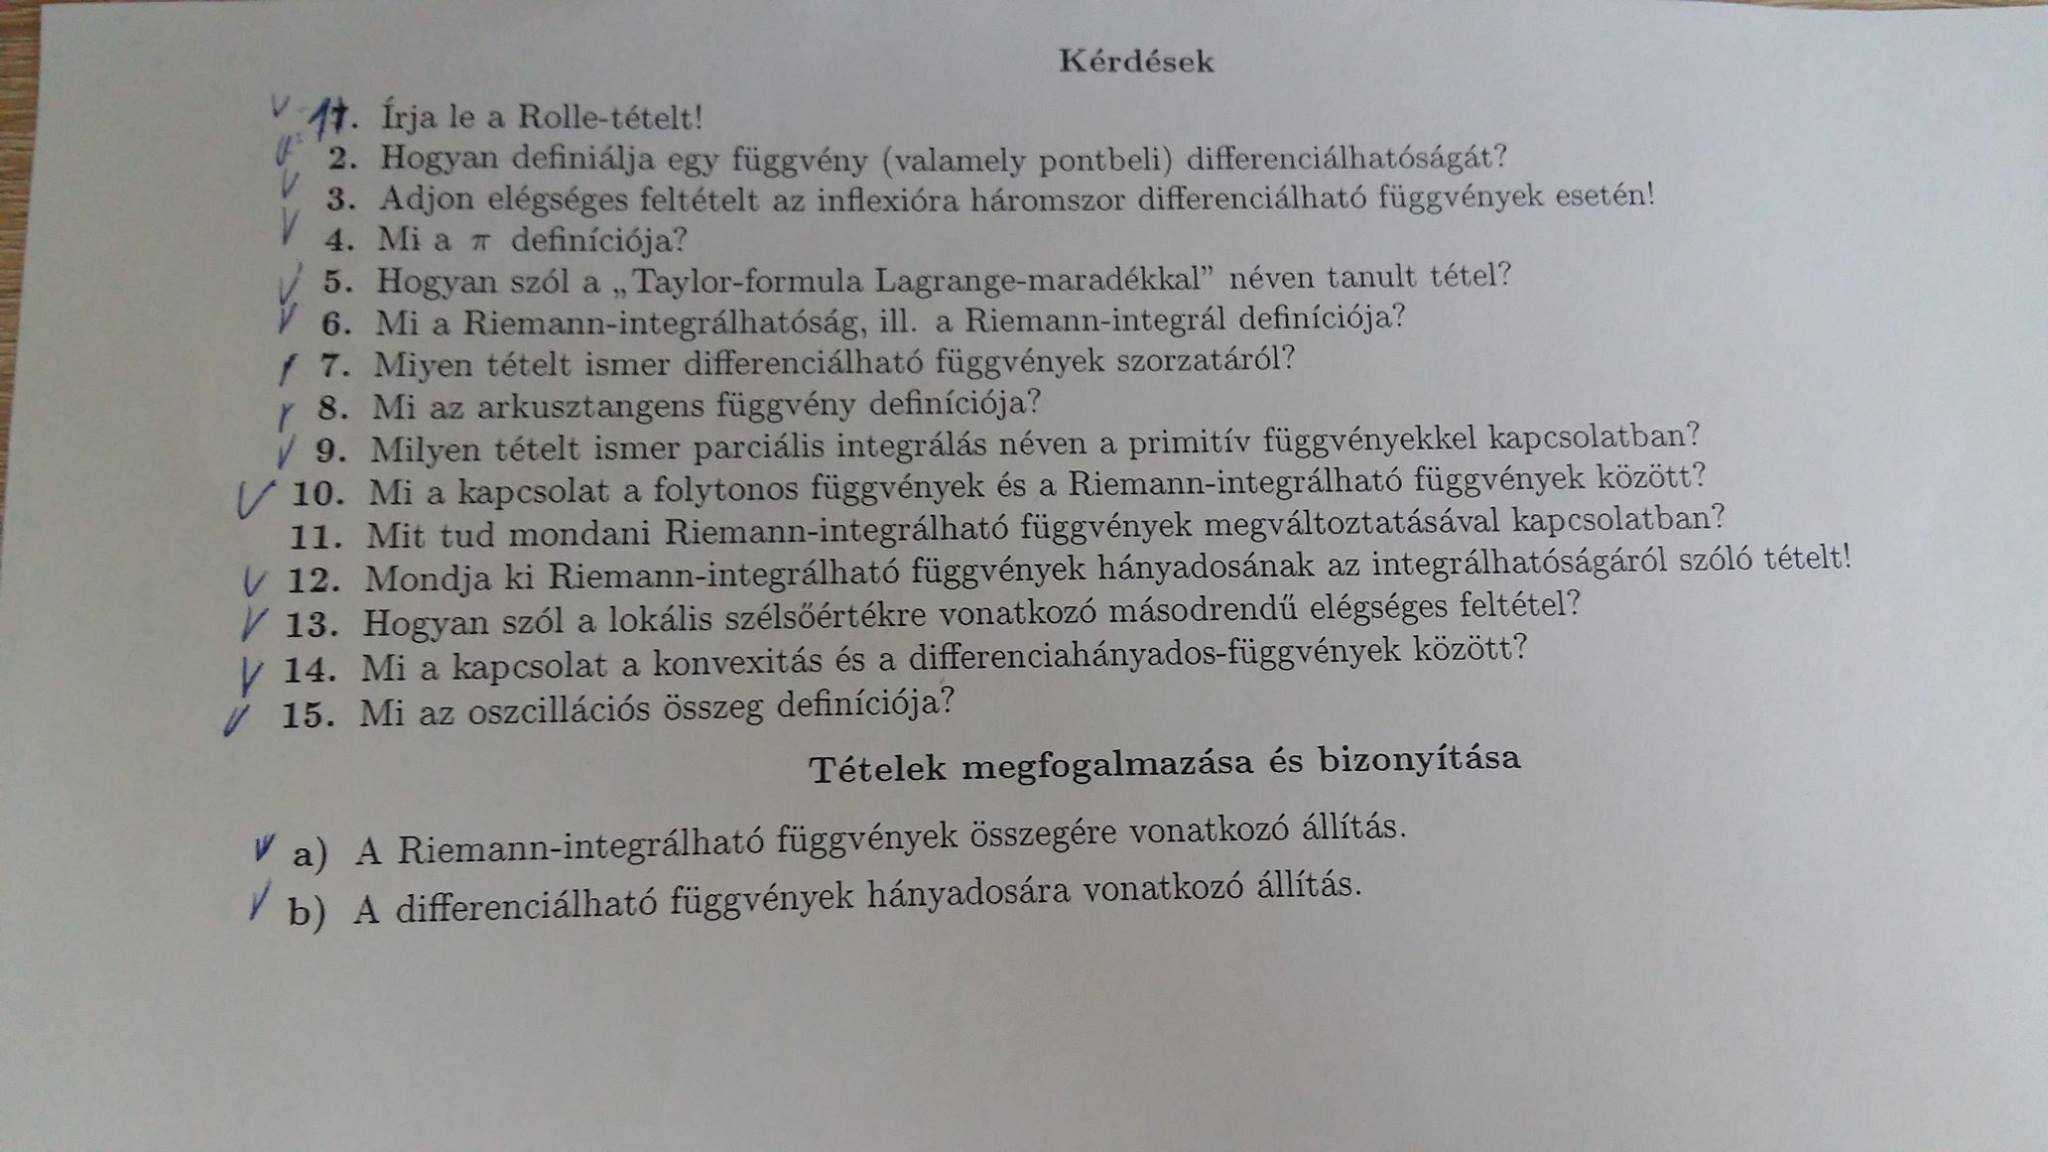 Kérdések
1. Írja le a Rolle-tételt!
2. Hogyan definiálja egy függvény (valamely pontbeli) differenciálhatóságát?
3. Adjon elégséges feltételt az inflexióra háromszor differenciálható függvények esetén!
4. Mi a π definíciója?
5. Hogyan szól a „Taylor-formula Lagrange-maradékkal” néven tanult tétel?
6. Mi a Riemann-integrálhatóság, ill. a Riemann-integrál definíciója?
7. Miyen tételt ismer differenciálható függvények szorzatáról?
8. Mi az arkusztangens függvény definíciója?
9. Milyen tételt ismer parciális integrálás néven a primitív függvényekkel kapcsolatban?
10. Mi a kapcsolat a folytonos függvények és a Riemann-integrálható függvények között?
11. Mit tud mondani Riemann-integrálható függvények megváltoztatásával kapcsolatban?
12. Mondja ki Riemann-integrálható függvények hányadosának az integrálhatóságáról szóló tételt!
13. Hogyan szól a lokális szélsőértékre vonatkozó másodrendű elégséges feltétel?
14. Mi a kapcsolat a konvexitás és a differenciahányados-függvények között?
15. Mi az oszcillációs összeg definíciója?
Tételek megfogalmazása és bizonyítása
a) A Riemann-integrálható függvények összegére vonatkozó állítás.
b) A differenciálható függvények hányadosára vonatkozó állítás.